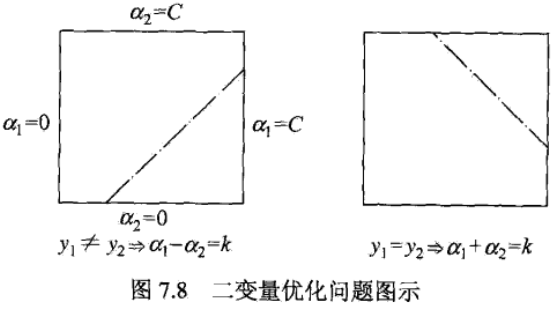 α₂=C
α₁=0
α₁=C
α₂=0
y₁≠y₂⇒α₁−α₂=k
y₁=y₂⇒α₁+α₂=k
图 7.8 二变量优化问题图示